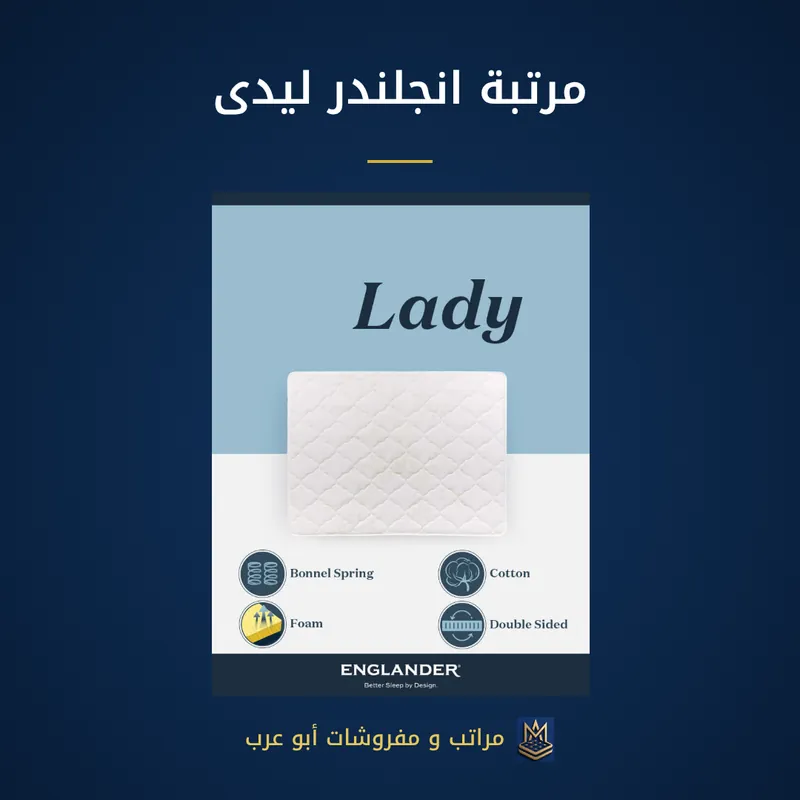 مرتبة انجلندر ليدى
Lady
Bonnel Spring
Cotton
Foam
Double Sided
ENGLANDER®
Better Sleep by Design.
مراتب و مفروشات أبو عرب